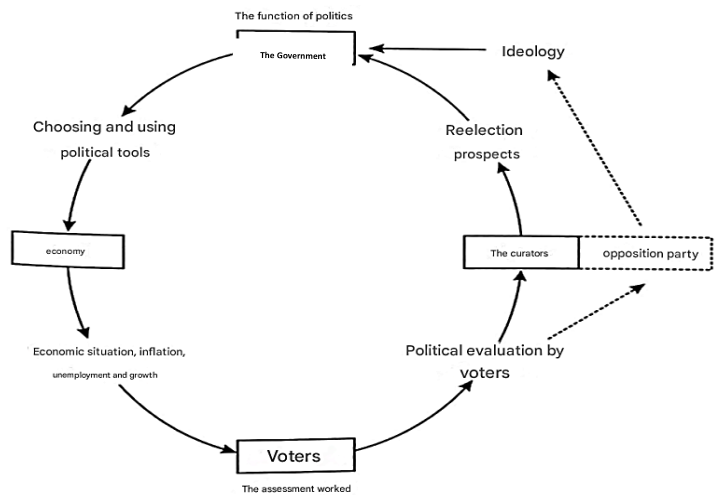 The function of politics
The Government
Ideology
Choosing and using
political tools
Reelection
prospects
economy
The curators
opposition party
Economic situation, inflation,
unemployment and growth
Political evaluation by
voters
Voters
The assessment worked